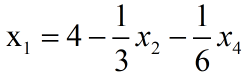 x₁ = 4 − 1/3 x₂ − 1/6 x₄